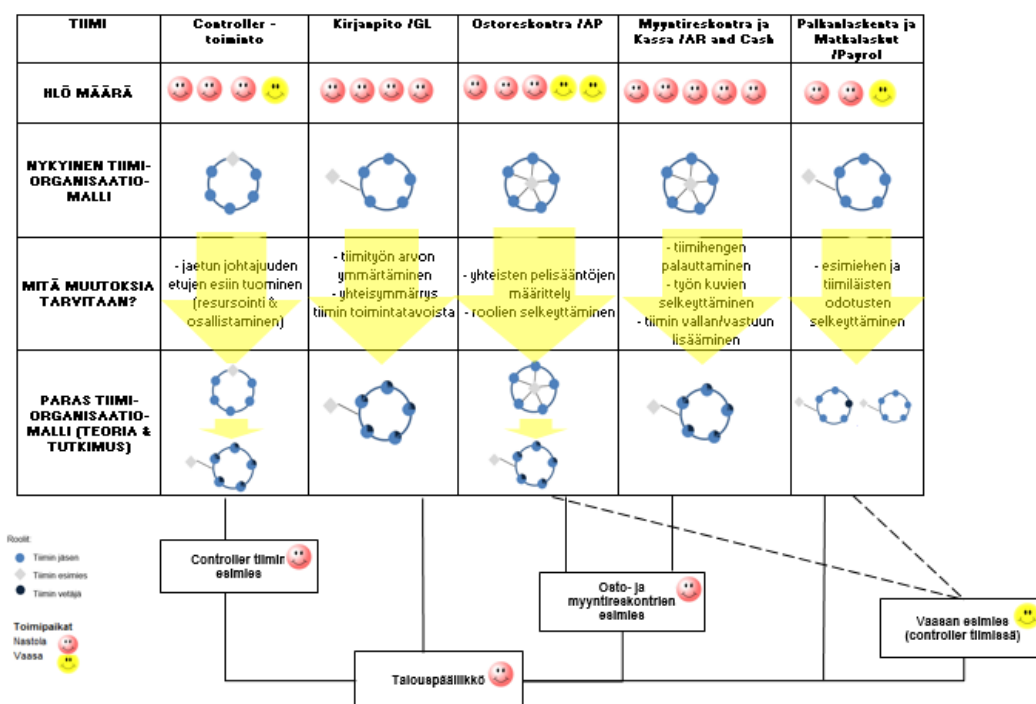 TIIMI
Controller -
toiminto
Kirjanpito /GL
Ostoreskontra /AP
Myyntireskontra ja
Kassa /AR and Cash
Palkanlaskenta ja
Matkalaskut
/Payrol
HLÖ MÄÄRÄ
NYKYINEN TIIMI-
ORGANISAATIO-
MALLI
MITÄ MUUTOKSIA
TARVITAAN?
- jaetun johtajuuden
etujen esiin tuominen
(resursointi &
osallistaminen)
- tiimityön arvon
ymmärtäminen
- yhteisymmärrys
tiimin toimintatavoista
- yhteisten pelisääntöjen
määrittely
- roolien selkeyttäminen
- tiimihengen
palauttaminen
- työn kuvien
selkeyttäminen
- tiimin vallan/vastuun
lisääminen
- esimiehen ja
tiimiläisten
odotusten
selkeyttäminen
PARAS TIIMI-
ORGANISAATIO-
MALLI (TEORIA &
TUTKIMUS)
Roolit:
Tiimin jäsen
Tiimin esimies
Tiimin vetäjä
Toimipaikat
Nastola
Vaasa
Controller tiimin
esimies
Osto- ja
myyntireskontrien
esimies
Vaasan esimies
(controller tiimissä)
Talouspäällikkö